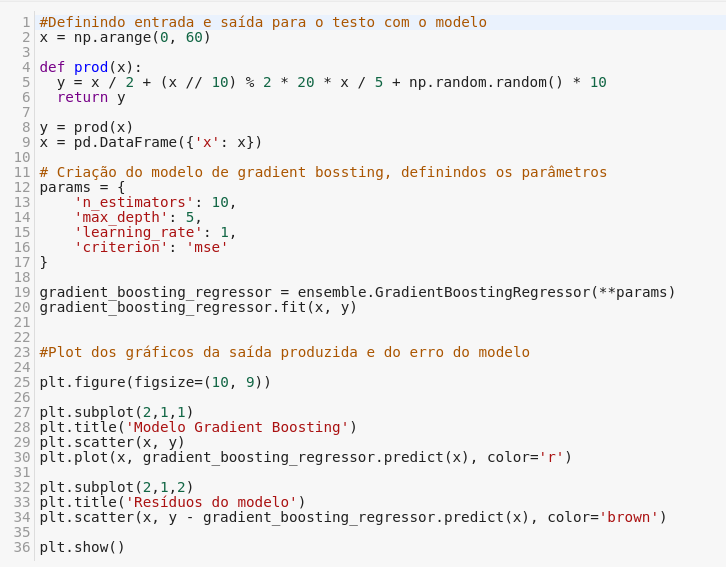 1 #Definindo entrada e saída para o testo com o modelo
2 x = np.arange(0, 60)
3
4 def prod(x):
5   y = x / 2 + (x // 10) % 2 * 20 * x / 5 + np.random.random() * 10
6   return y
7
8 y = prod(x)
9 x = pd.DataFrame({'x': x})
10
11 # Criação do modelo de gradient bossting, definindos os parâmetros
12 params = {
13     'n_estimators': 10,
14     'max_depth': 5,
15     'learning_rate': 1,
16     'criterion': 'mse'
17 }
18
19 gradient_boosting_regressor = ensemble.GradientBoostingRegressor(**params)
20 gradient_boosting_regressor.fit(x, y)
21
22
23 #Plot dos gráficos da saída produzida e do erro do modelo
24
25 plt.figure(figsize=(10, 9))
26
27 plt.subplot(2,1,1)
28 plt.title('Modelo Gradient Boosting')
29 plt.scatter(x, y)
30 plt.plot(x, gradient_boosting_regressor.predict(x), color='r')
31
32 plt.subplot(2,1,2)
33 plt.title('Resíduos do modelo')
34 plt.scatter(x, y - gradient_boosting_regressor.predict(x), color='brown')
35
36 plt.show()